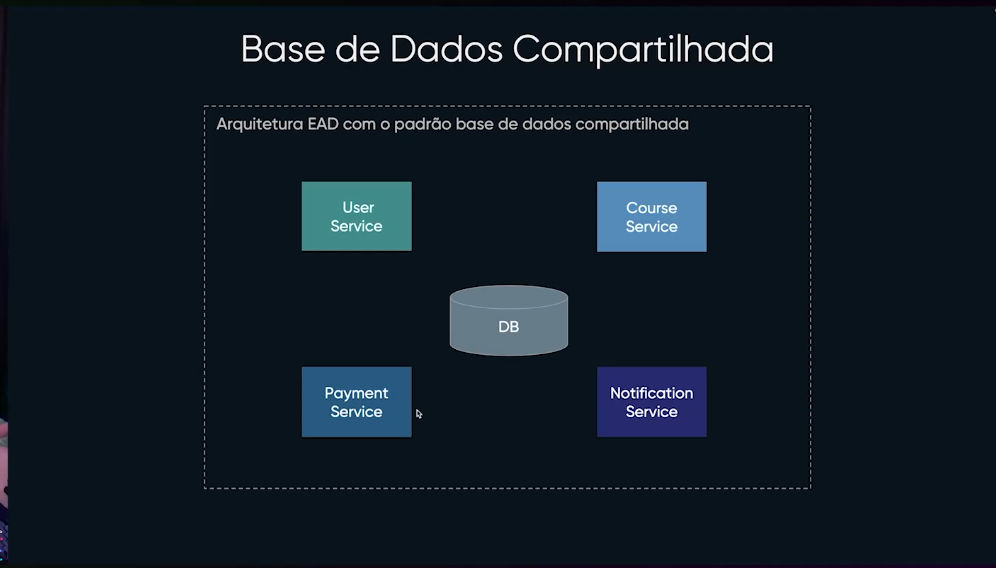 Base de Dados Compartilhada
Arquitetura EAD com o padrão base de dados compartilhada
User
Service
Course
Service
DB
Payment
Service
Notification
Service